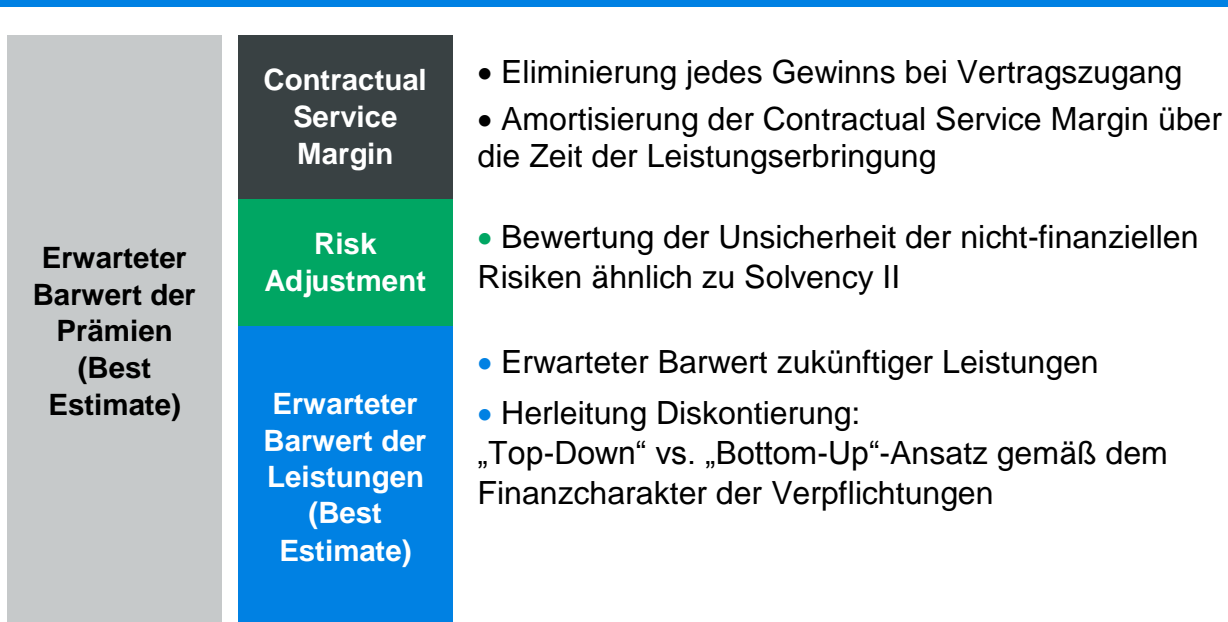 Erwarteter
Barwert der
Prämien
(Best
Estimate)
Contractual
Service
Margin
• Eliminierung jedes Gewinns bei Vertragszugang
• Amortisierung der Contractual Service Margin über
die Zeit der Leistungserbringung
Risk
Adjustment
• Bewertung der Unsicherheit der nicht-finanziellen
Risiken ähnlich zu Solvency II
Erwarteter
Barwert der
Leistungen
(Best
Estimate)
• Erwarteter Barwert zukünftiger Leistungen
• Herleitung Diskontierung:
„Top-Down“ vs. „Bottom-Up“-Ansatz gemäß dem
Finanzcharakter der Verpflichtungen